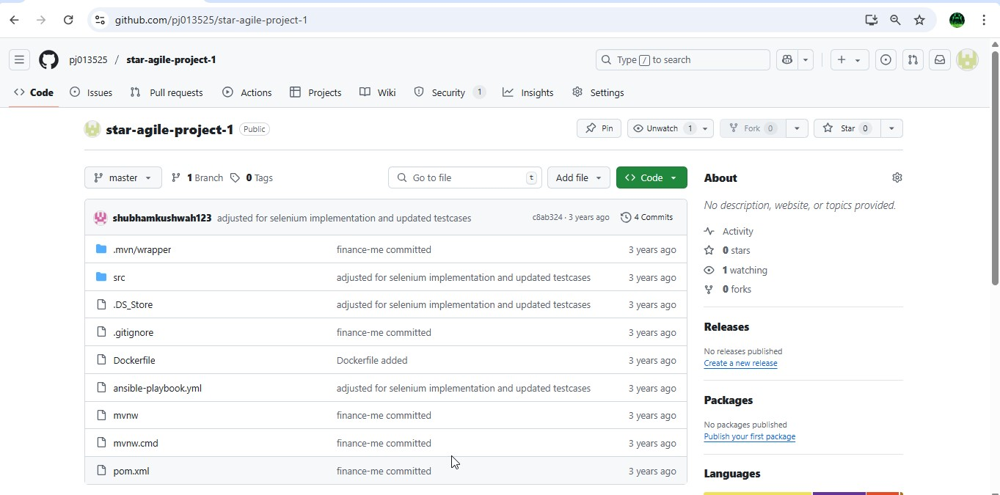 github.com/pj013525/star-agile-project-1
pj013525 / star-agile-project-1
Type / to search
Code
Issues
Pull requests
Actions
Projects
Wiki
Security 1
Insights
Settings
star-agile-project-1 Public
Pin
Unwatch 1
Fork 0
Star 0
master
1 Branch
0 Tags
Go to file t
Add file
Code
shubhamkushwah123 adjusted for selenium implementation and updated testcases c8ab324 · 3 years ago 4 Commits
.mvn/wrapper finance-me committed 3 years ago
src adjusted for selenium implementation and updated testcases 3 years ago
.DS_Store adjusted for selenium implementation and updated testcases 3 years ago
.gitignore finance-me committed 3 years ago
Dockerfile Dockerfile added 3 years ago
ansible-playbook.yml adjusted for selenium implementation and updated testcases 3 years ago
mvnw finance-me committed 3 years ago
mvnw.cmd finance-me committed 3 years ago
pom.xml finance-me committed 3 years ago
About
No description, website, or topics provided.
Activity
0 stars
1 watching
0 forks
Releases
No releases published
Create a new release
Packages
No packages published
Publish your first package
Languages